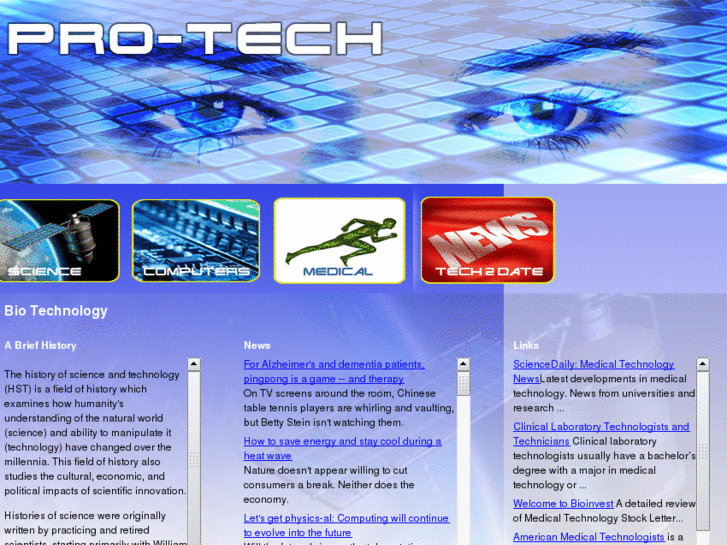 PRO-TECH
SCIENCE
COMPUTERS
MEDICAL
NEWS
TECH 2 DATE
Bio Technology
A Brief History
The history of science and technology
(HST) is a field of history which
examines how humanity's
understanding of the natural world
(science) and ability to manipulate it
(technology) have changed over the
millennia. This field of history also
studies the cultural, economic, and
political impacts of scientific innovation.
Histories of science were originally
written by practicing and retired
scientists, starting primarily with William
News
For Alzheimer's and dementia patients,
pingpong is a game -- and therapy
On TV screens around the room, Chinese
table tennis players are whirling and vaulting,
but Betty Stein isn't watching them.
How to save energy and stay cool during a
heat wave
Nature doesn't appear willing to cut
consumers a break. Neither does the
economy.
Let's get physics-al: Computing will continue
to evolve into the future
Links
ScienceDaily: Medical Technology
NewsLatest developments in medical
technology. News from universities and
research ...
Clinical Laboratory Technologists and
Technicians Clinical laboratory
technologists usually have a bachelor's
degree with a major in medical
technology or ...
Welcome to Bioinvest A detailed review
of Medical Technology Stock Letter...
American Medical Technologists is a